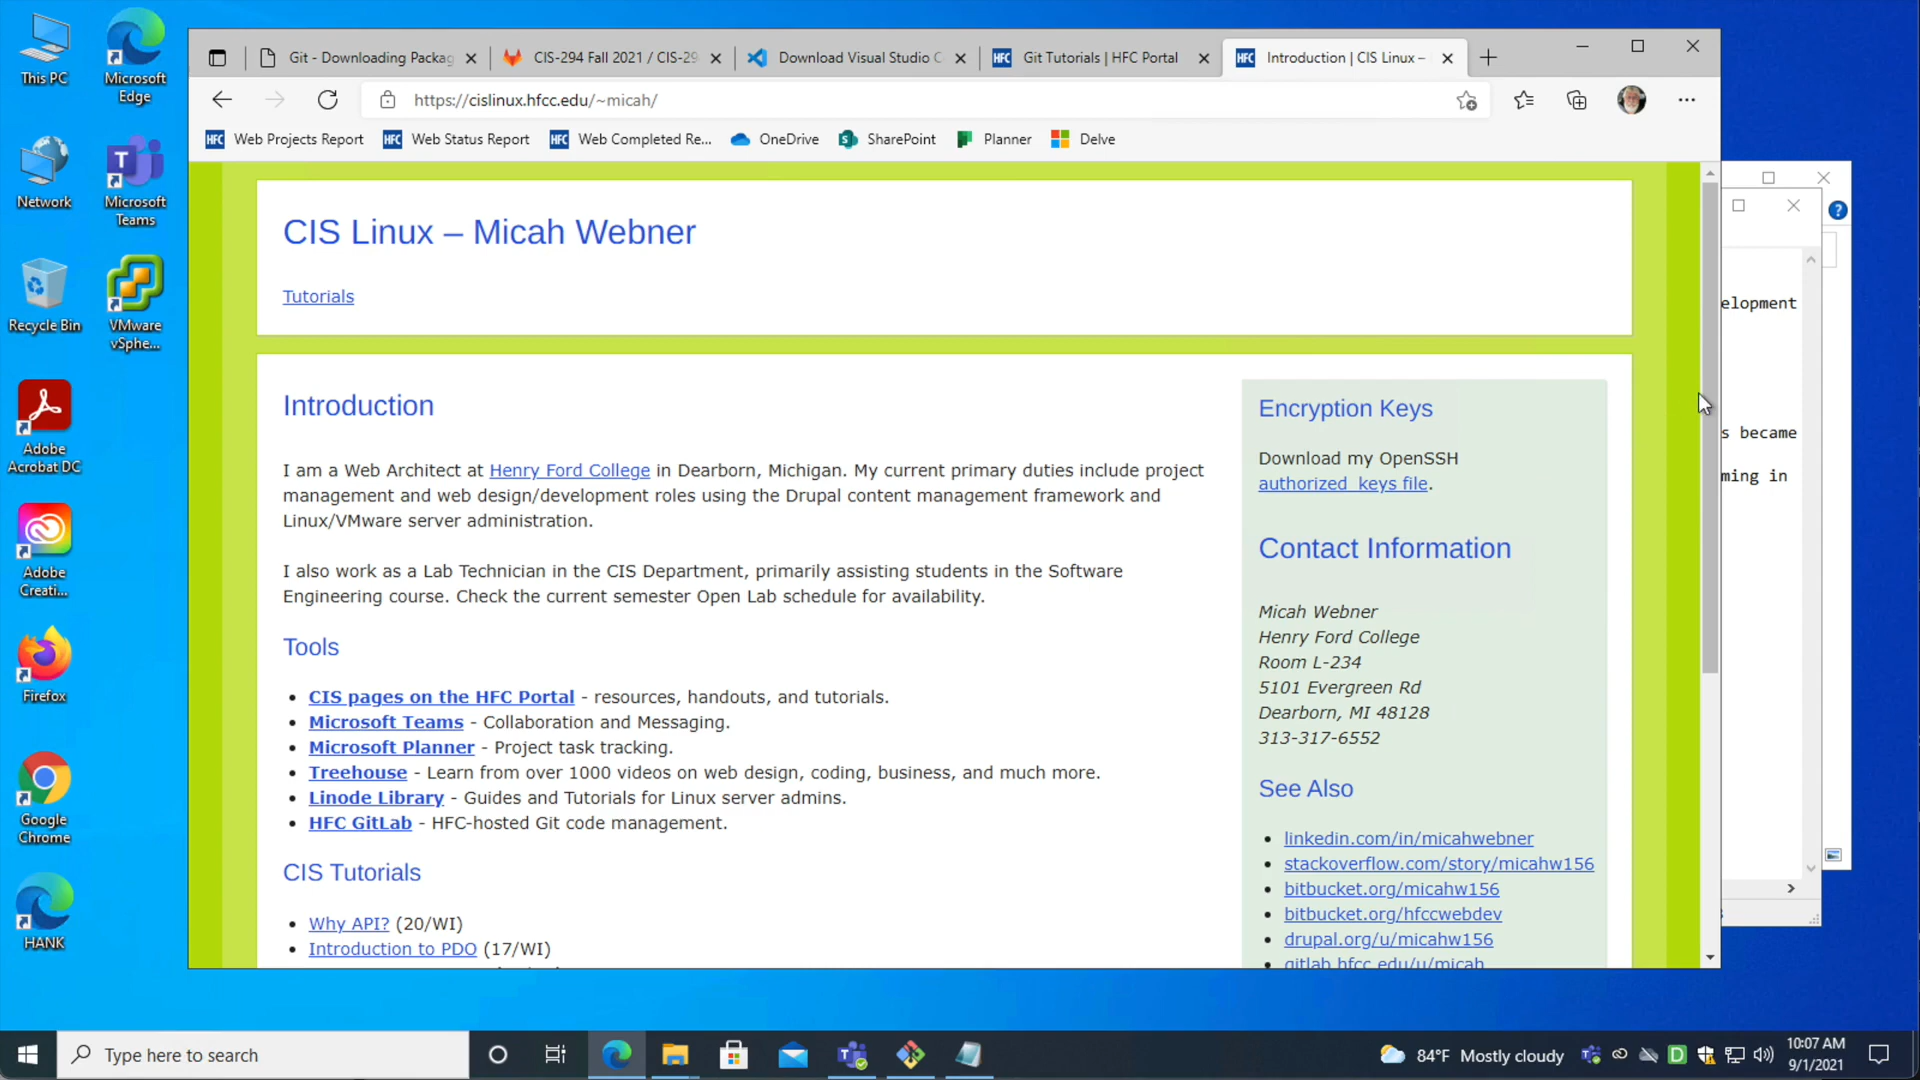 This PC
Microsoft
Edge
Network
Microsoft
Teams
Recycle Bin
VMware
vSphe...
Adobe
Acrobat DC
Adobe
Creati...
Firefox
Google
Chrome
HANK
Git - Downloading Packag
CIS-294 Fall 2021 / CIS-29
Download Visual Studio C
HFC Git Tutorials | HFC Portal
HFC Introduction | CIS Linux –
https://cislinux.hfcc.edu/~micah/
HFC Web Projects Report
HFC Web Status Report
HFC Web Completed Re...
OneDrive
SharePoint
Planner
Delve
CIS Linux – Micah Webner
Tutorials
Introduction
I am a Web Architect at Henry Ford College in Dearborn, Michigan. My current primary duties include project
management and web design/development roles using the Drupal content management framework and
Linux/VMware server administration.
I also work as a Lab Technician in the CIS Department, primarily assisting students in the Software
Engineering course. Check the current semester Open Lab schedule for availability.
Tools
• CIS pages on the HFC Portal - resources, handouts, and tutorials.
• Microsoft Teams - Collaboration and Messaging.
• Microsoft Planner - Project task tracking.
• Treehouse - Learn from over 1000 videos on web design, coding, business, and much more.
• Linode Library - Guides and Tutorials for Linux server admins.
• HFC GitLab - HFC-hosted Git code management.
CIS Tutorials
• Why API? (20/WI)
• Introduction to PDO (17/WI)
Encryption Keys
Download my OpenSSH
authorized_keys file.
Contact Information
Micah Webner
Henry Ford College
Room L-234
5101 Evergreen Rd
Dearborn, MI 48128
313-317-6552
See Also
• linkedin.com/in/micahwebner
• stackoverflow.com/story/micahw156
• bitbucket.org/micahw156
• bitbucket.org/hfccwebdev
• drupal.org/u/micahw156
• gitlab.hfcc.edu/u/micah
elopment
s became
ming in
Type here to search
84°F Mostly cloudy
10:07 AM
9/1/2021